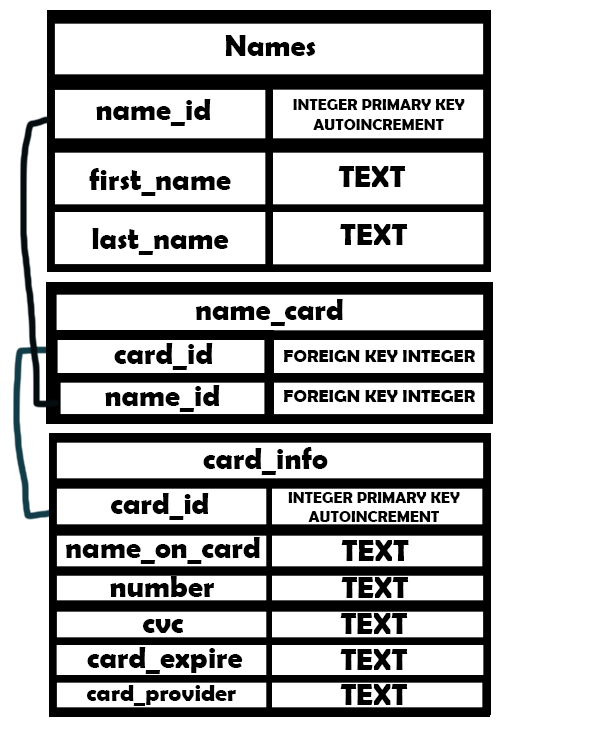 Names
name_id
INTEGER PRIMARY KEY
AUTOINCREMENT
first_name
TEXT
last_name
TEXT
name_card
card_id
FOREIGN KEY INTEGER
name_id
FOREIGN KEY INTEGER
card_info
card_id
INTEGER PRIMARY KEY
AUTOINCREMENT
name_on_card
TEXT
number
TEXT
cvc
TEXT
card_expire
TEXT
card_provider
TEXT